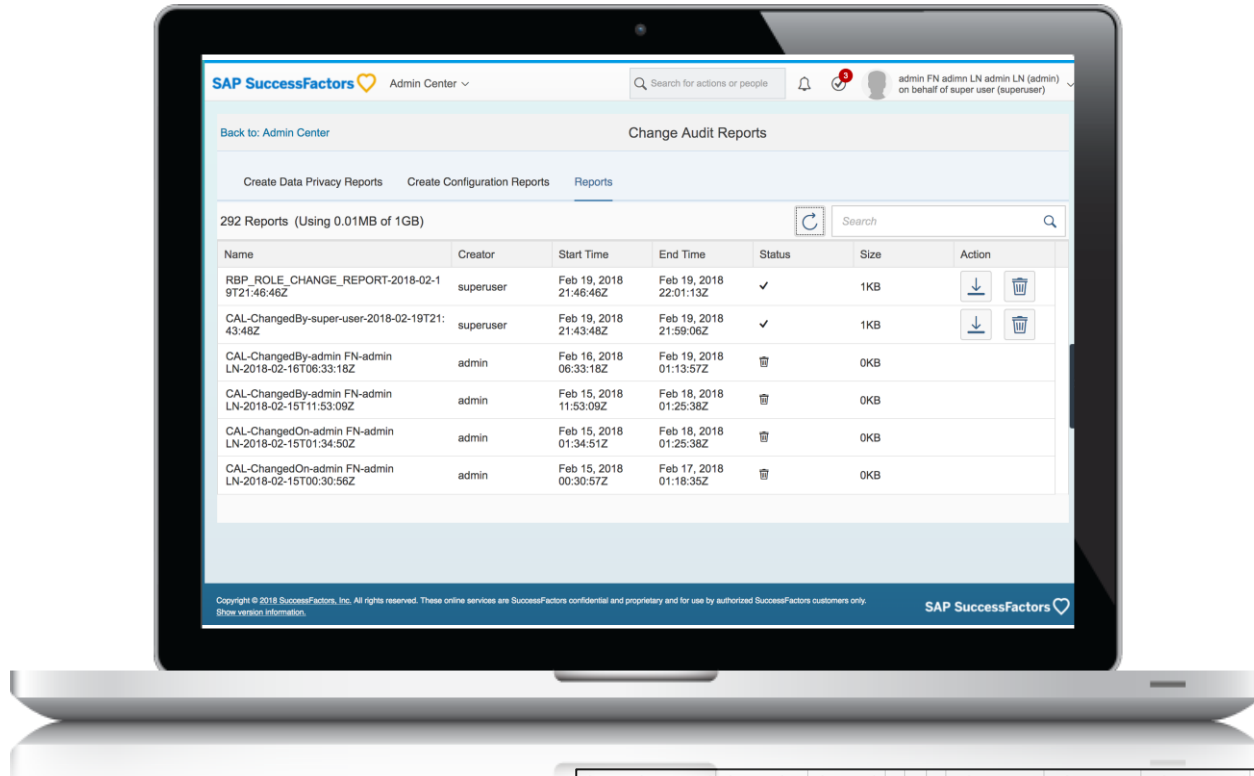 SAP SuccessFactors Admin Center Search for actions or people 3 admin FN adimn LN admin LN (admin)
on behalf of super user (superuser)
Back to: Admin Center Change Audit Reports
Create Data Privacy Reports Create Configuration Reports Reports
292 Reports (Using 0.01MB of 1GB) Search
Name Creator Start Time End Time Status Size Action
RBP_ROLE_CHANGE_REPORT-2018-02-1 superuser Feb 19, 2018 Feb 19, 2018 1KB
9T21:46:46Z 21:46:46Z 22:01:13Z
CAL-ChangedBy-super-user-2018-02-19T21: superuser Feb 19, 2018 Feb 19, 2018 1KB
43:48Z 21:43:48Z 21:59:06Z
CAL-ChangedBy-admin FN-admin admin Feb 16, 2018 Feb 19, 2018 0KB
LN-2018-02-16T06:33:18Z 06:33:18Z 01:13:57Z
CAL-ChangedBy-admin FN-admin admin Feb 15, 2018 Feb 18, 2018 0KB
LN-2018-02-15T11:53:09Z 11:53:09Z 01:25:38Z
CAL-ChangedOn-admin FN-admin admin Feb 15, 2018 Feb 18, 2018 0KB
LN-2018-02-15T01:34:50Z 01:34:51Z 01:25:38Z
CAL-ChangedOn-admin FN-admin admin Feb 15, 2018 Feb 17, 2018 0KB
LN-2018-02-15T00:30:56Z 00:30:57Z 01:18:35Z
Copyright © 2018 SuccessFactors, Inc. All rights reserved. These online services are SuccessFactors confidential and proprietary and for use by authorized SuccessFactors customers only.
Show version information. SAP SuccessFactors